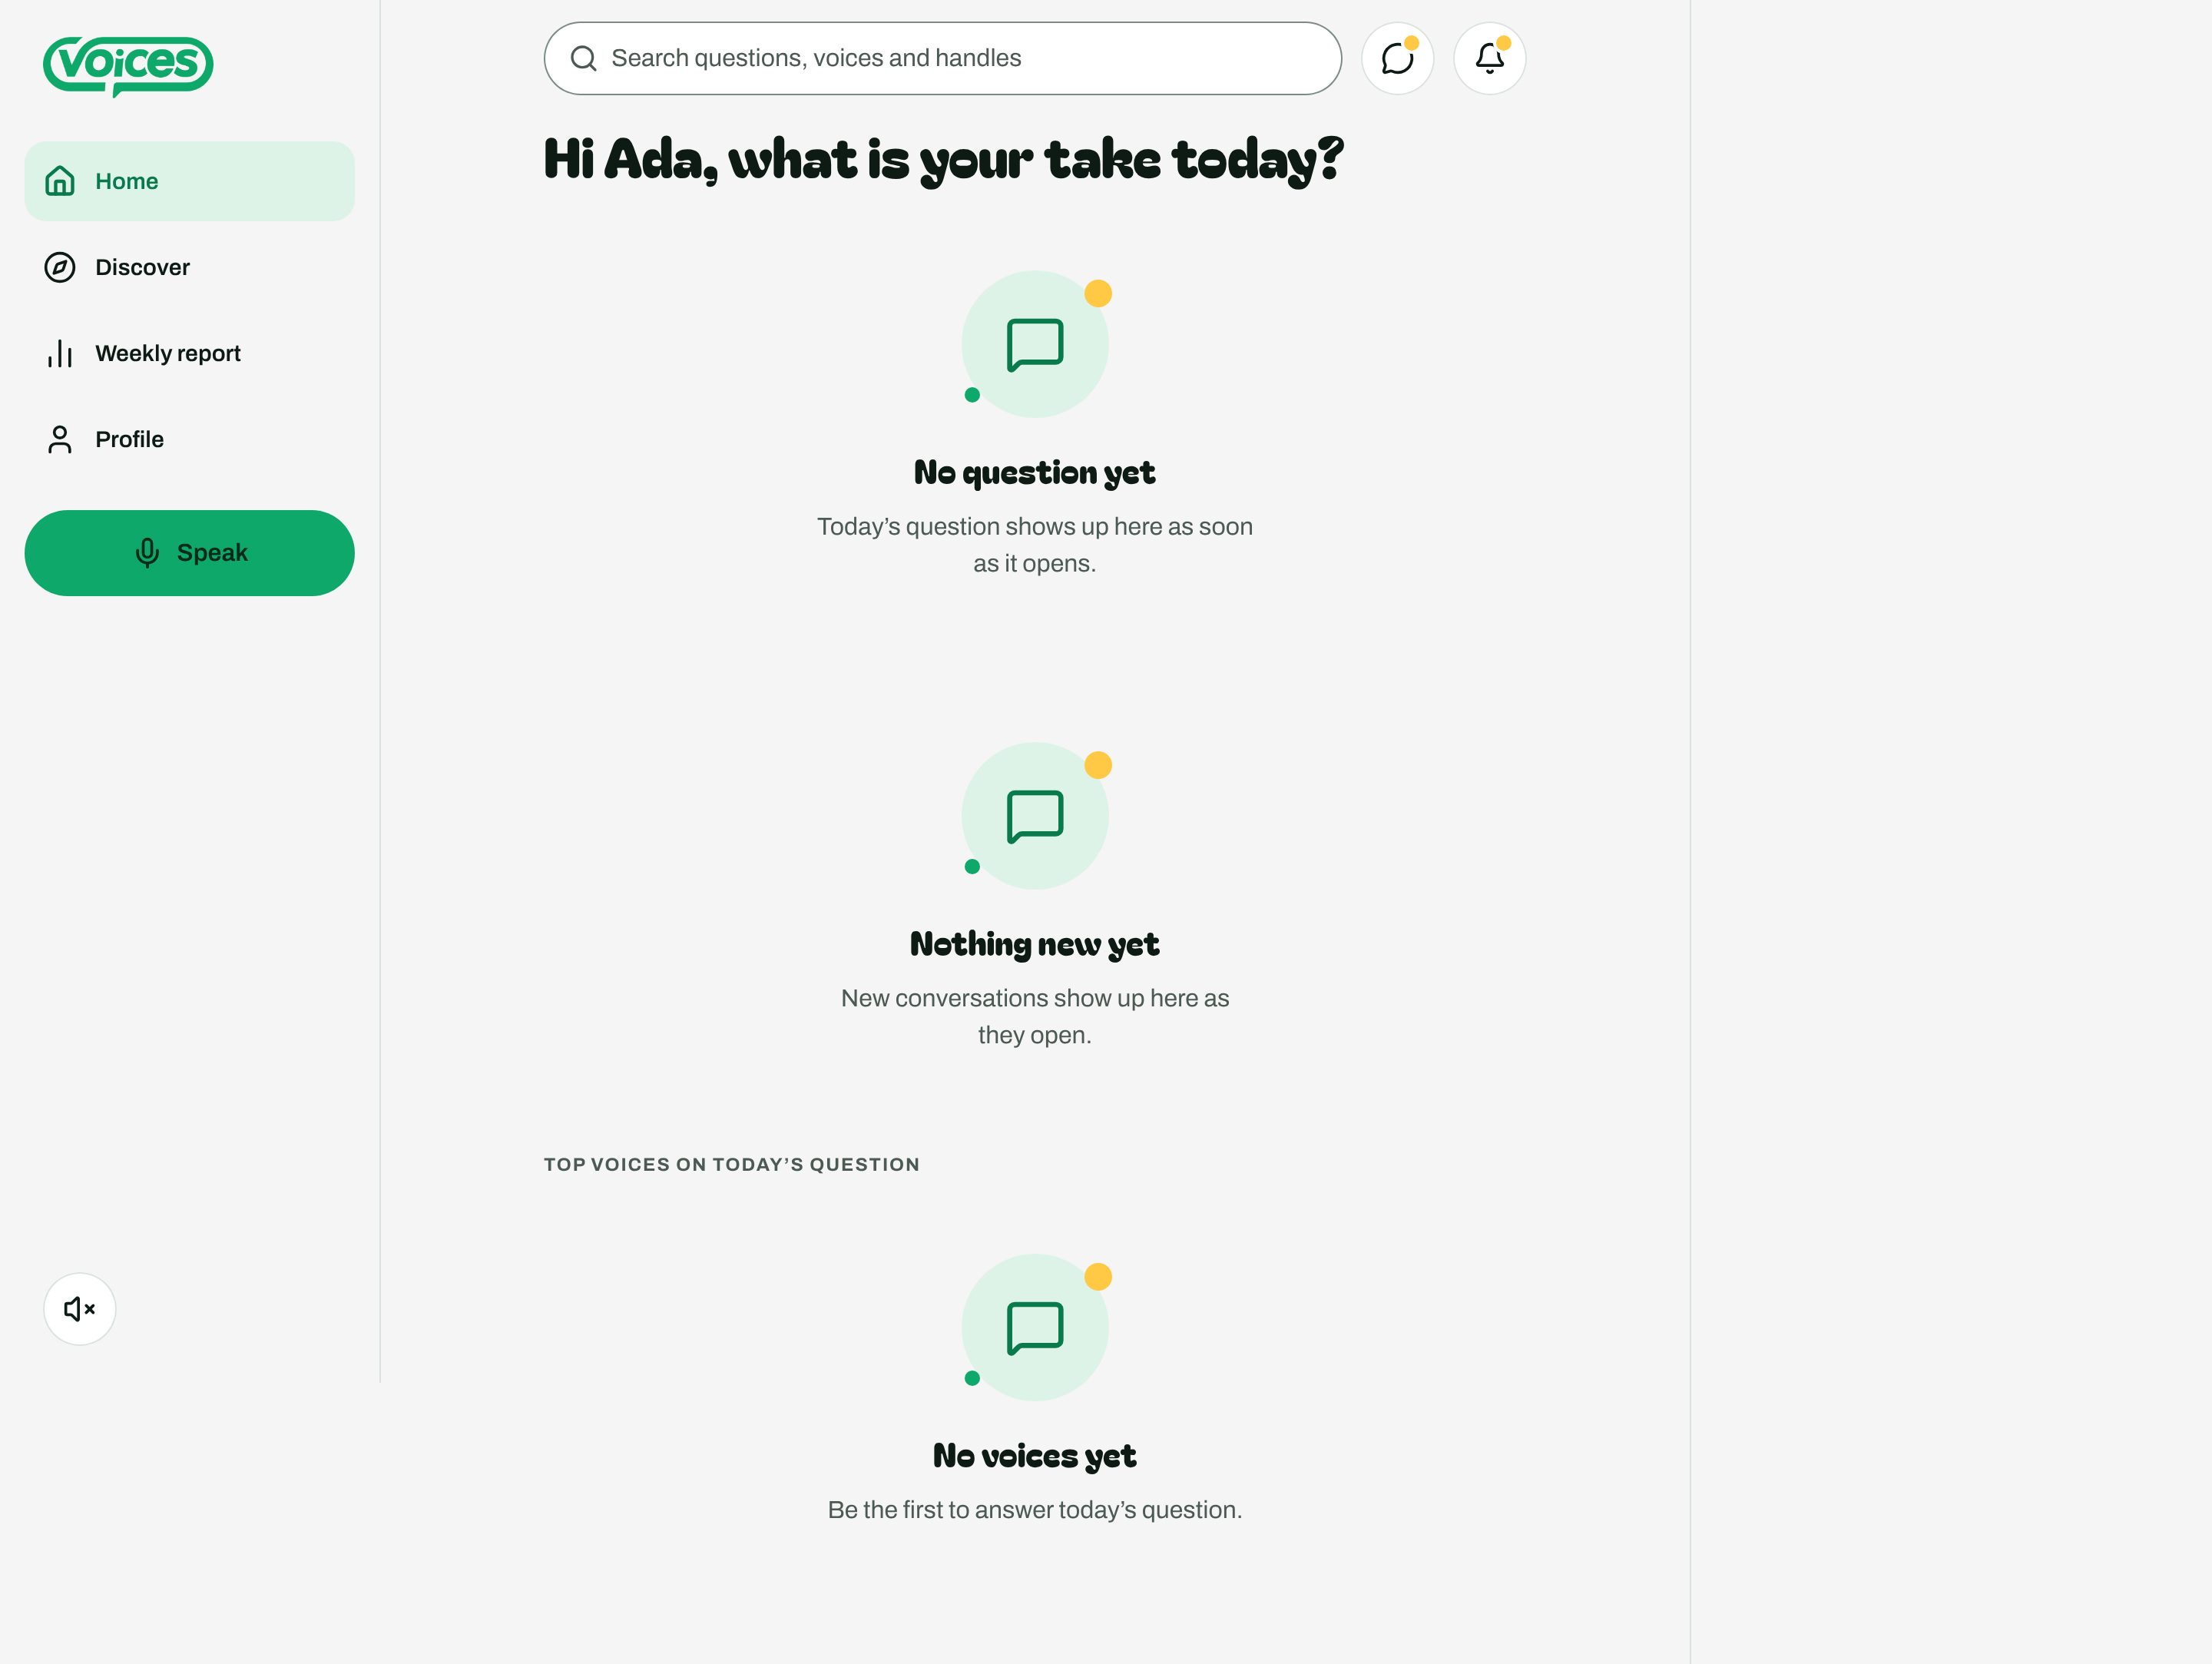 voices
Search questions, voices and handles
Hi Ada, what is your take today?
Home
Discover
Weekly report
Profile
Speak
No question yet
Today’s question shows up here as soon
as it opens.
Nothing new yet
New conversations show up here as
they open.
TOP VOICES ON TODAY’S QUESTION
No voices yet
Be the first to answer today’s question.